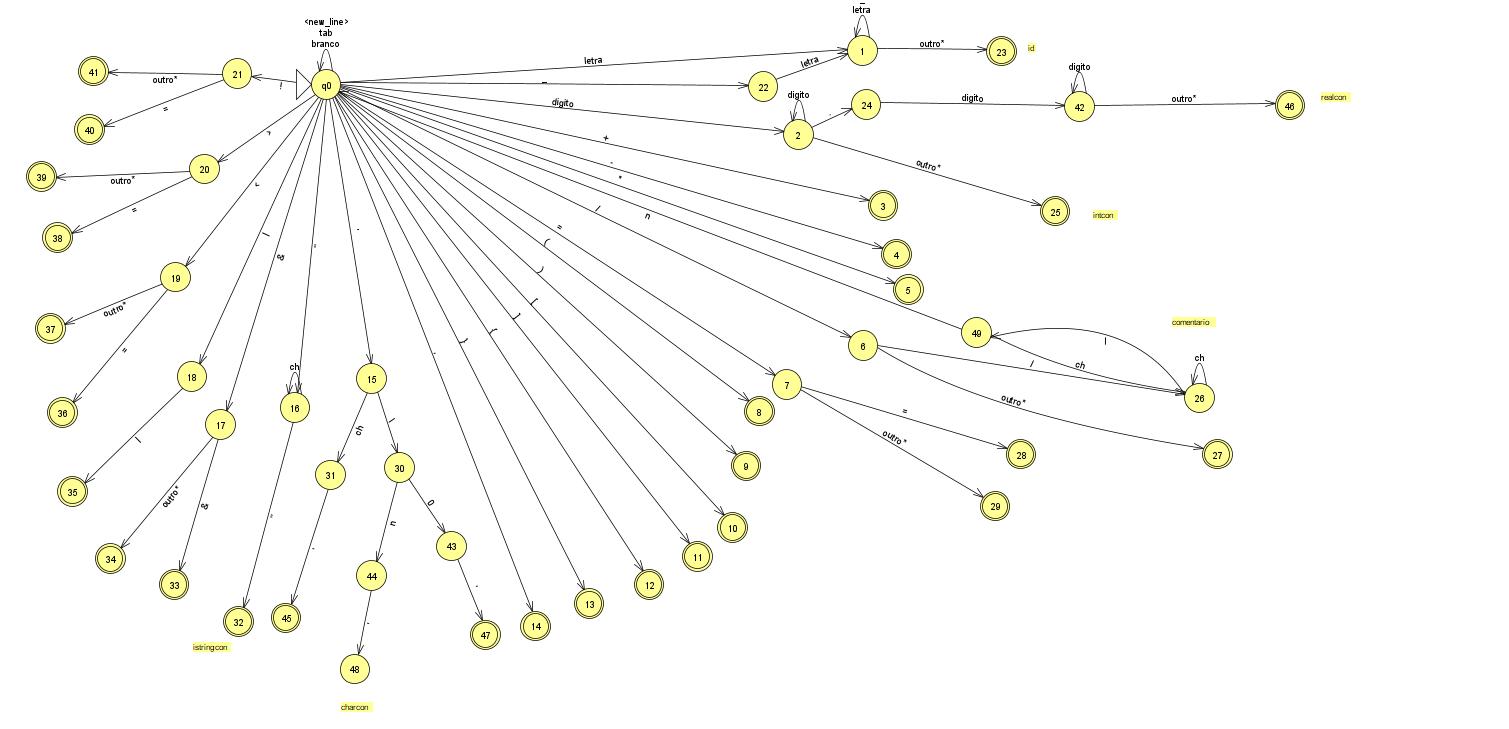 <new_line>
tab
branco
_
letra
1
outro*
23
id
letra
41
21
!
q0
outro*
=
40
_
22
letra
digito
digito
2
.
24
digito
digito
42
outro*
46
realcon
outro*
25
intcon
+
3
-
4
*
5
39
outro*
20
=
38
/
n
=
(
)
19
37
outro*
=
36
|
&
18
|
35
17
outro*
34
&
33
ch
16
32
istringcon
15
ch
31
45
30
n
0
43
47
44
48
charcon
{
}
14
13
12
11
10
9
8
7
=
28
outro*
29
6
/
outro*
27
49
ch
ch
26
comentario